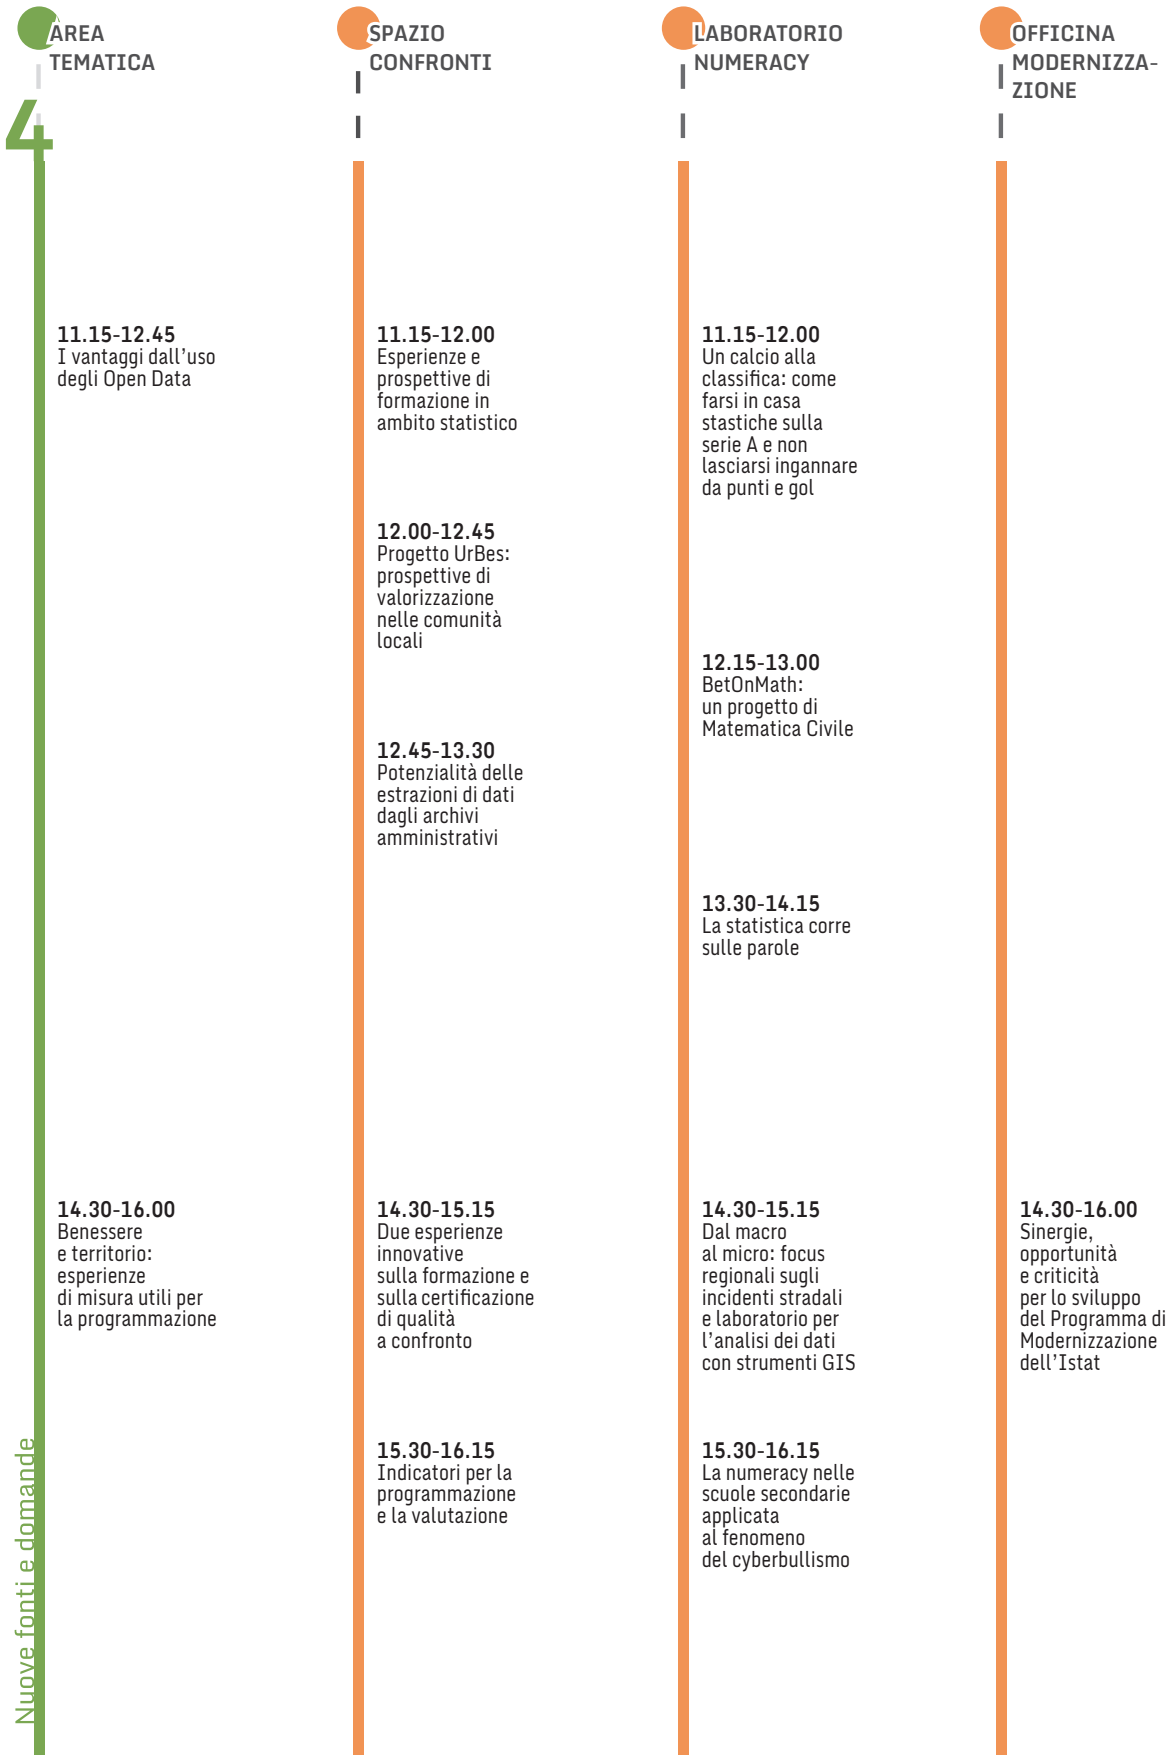 AREA
TEMATICA
4
11.15-12.45
I vantaggi dall'uso
degli Open Data
14.30-16.00
Benessere
e territorio:
esperienze
di misura utili per
la programmazione
Nuove fonti e domande
SPAZIO
CONFRONTI
11.15-12.00
Esperienze e
prospettive di
formazione in
ambito statistico
12.00-12.45
Progetto UrBes:
prospettive di
valorizzazione
nelle comunità
locali
12.45-13.30
Potenzialità delle
estrazioni di dati
dagli archivi
amministrativi
14.30-15.15
Due esperienze
innovative
sulla formazione e
sulla certificazione
di qualità
a confronto
15.30-16.15
Indicatori per la
programmazione
e la valutazione
LABORATORIO
NUMERACY
11.15-12.00
Un calcio alla
classifica: come
farsi in casa
stastiche sulla
serie A e non
lasciarsi ingannare
da punti e gol
12.15-13.00
BetOnMath:
un progetto di
Matematica Civile
13.30-14.15
La statistica corre
sulle parole
14.30-15.15
Dal macro
al micro: focus
regionali sugli
incidenti stradali
e laboratorio per
l'analisi dei dati
con strumenti GIS
15.30-16.15
La numeracy nelle
scuole secondarie
applicata
al fenomeno
del cyberbullismo
OFFICINA
MODERNIZZA-
ZIONE
14.30-16.00
Sinergie,
opportunità
e criticità
per lo sviluppo
del Programma di
Modernizzazione
dell'Istat